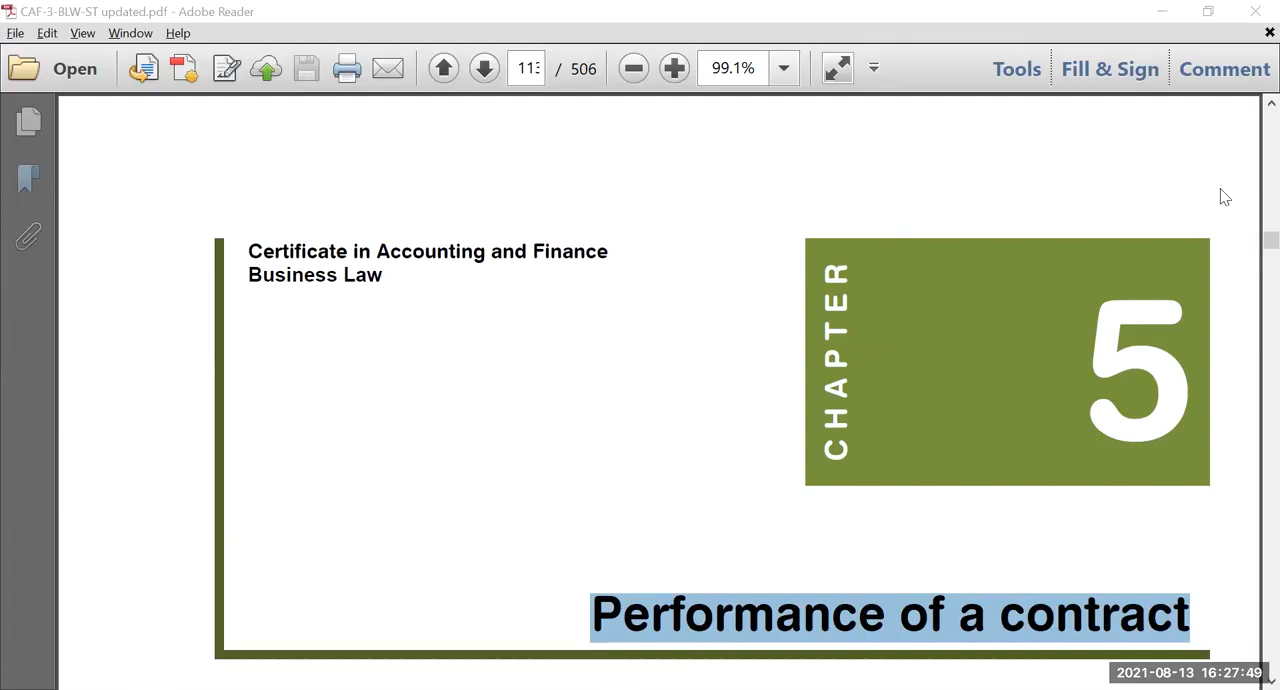 CAF-3-BLW-ST updated.pdf - Adobe Reader
File Edit View Window Help
Open 113 / 506 99.1% Tools Fill & Sign Comment
Certificate in Accounting and Finance
Business Law
CHAPTER
5
Performance of a contract
2021-08-13 16:27:49